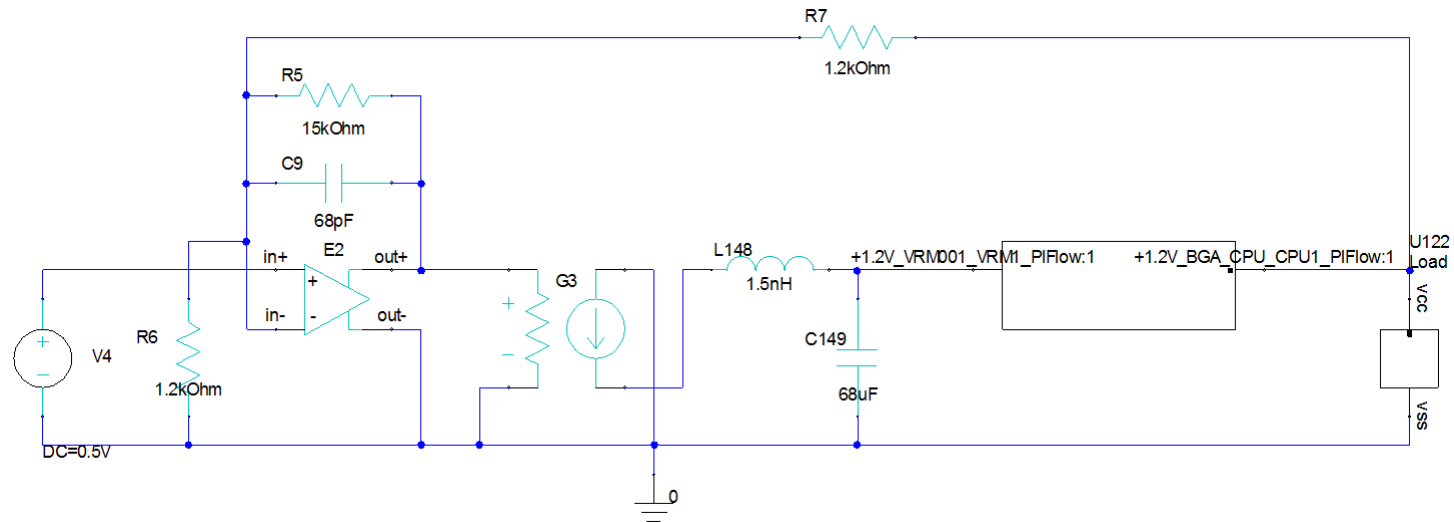 R7
1.2kOhm
R5
15kOhm
C9
68pF
E2
in+
out+
+
-
in-
out-
R6
1.2kOhm
+
-
V4
DC=0.5V
+
-
G3
L148
1.5nH
C149
68uF
+1.2V_VRM001_VRM1_PIFlow:1
+1.2V_BGA_CPU_CPU1_PIFlow:1
U122
Load
VCC
VSS
0